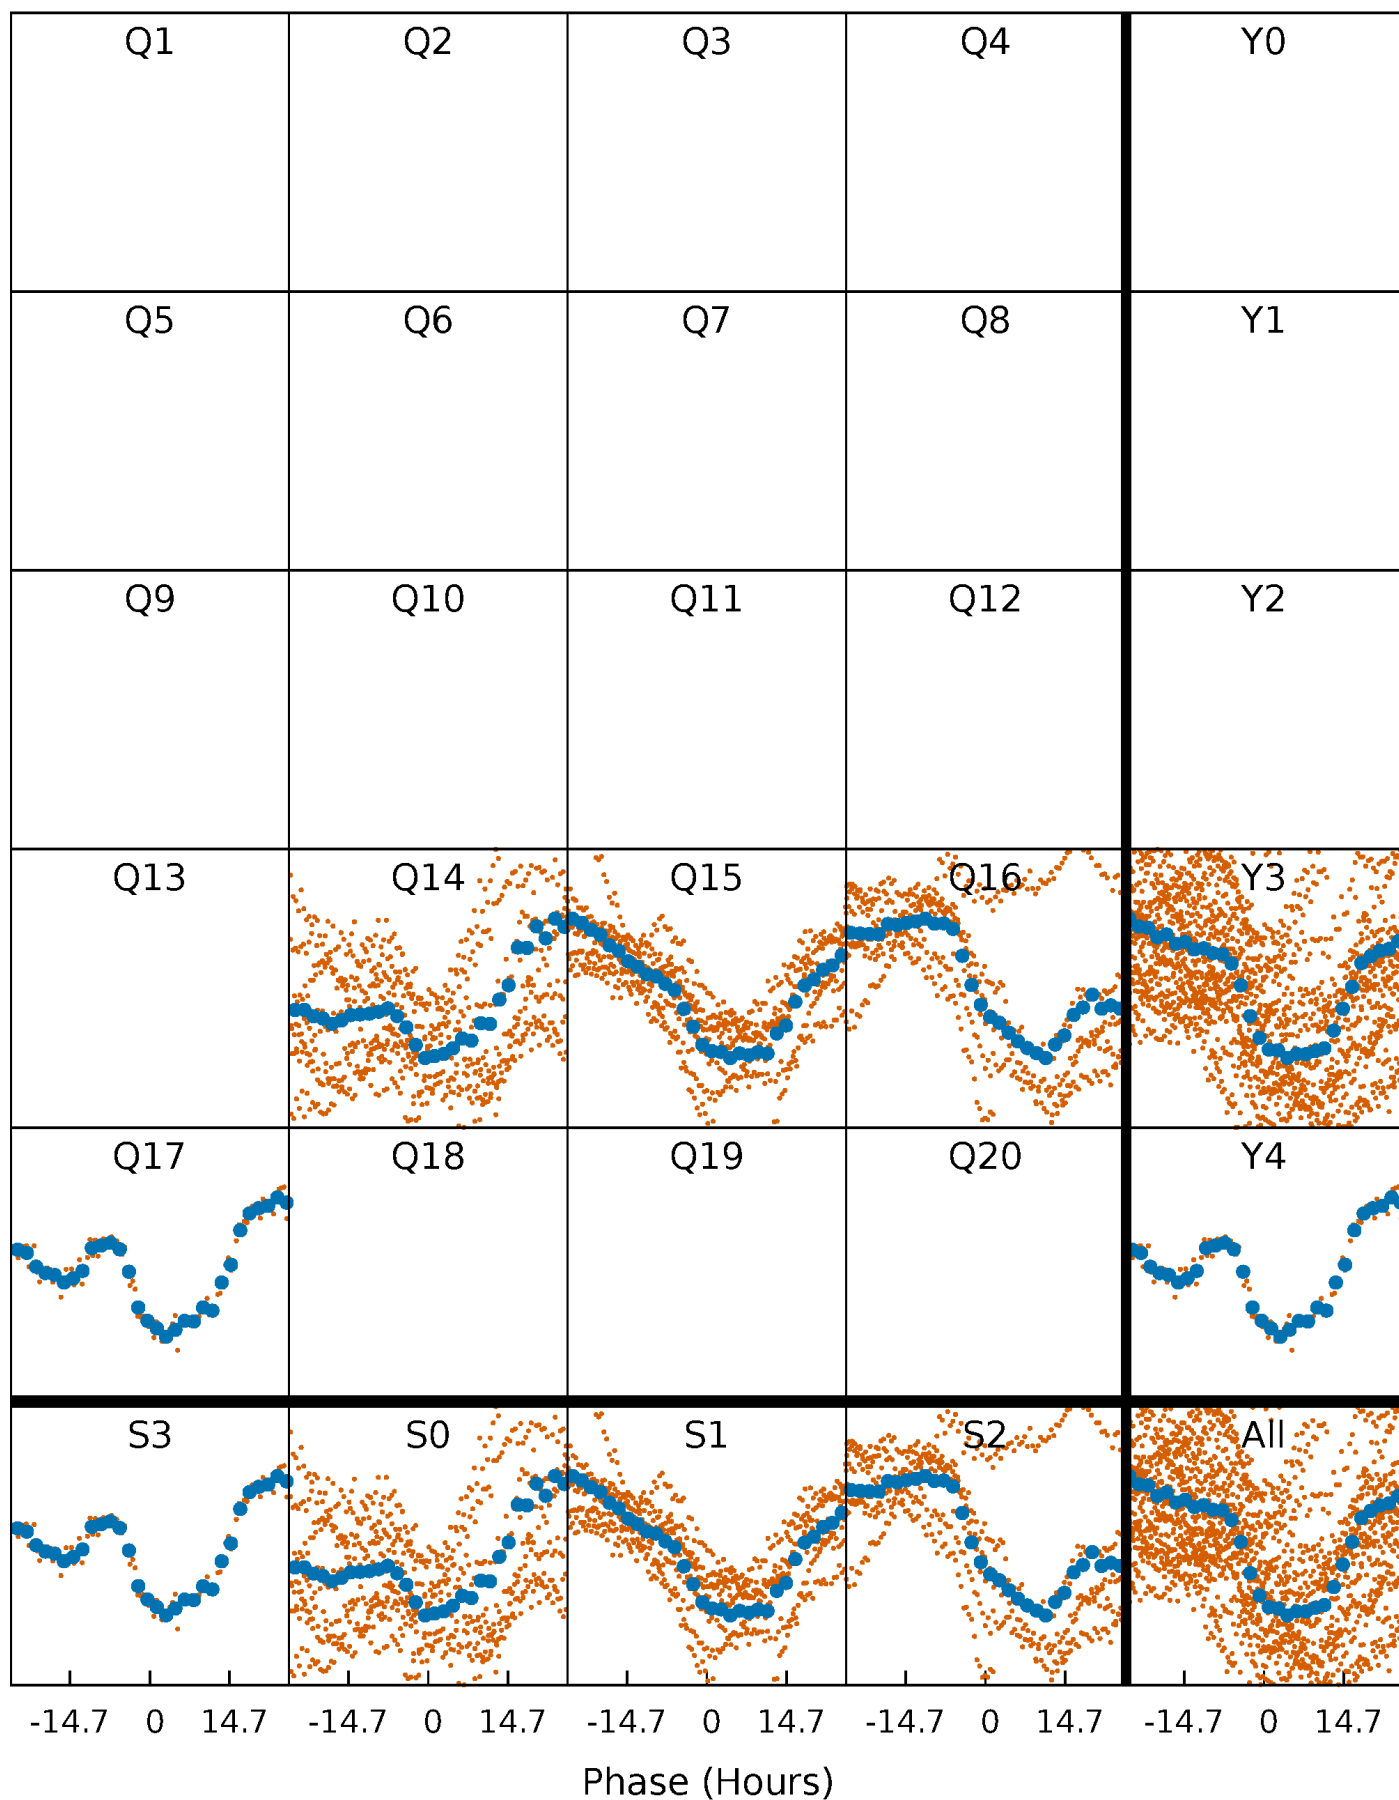 Q1 Q2 Q3 Q4 Y0
Q5 Q6 Q7 Q8 Y1
Q9 Q10 Q11 Q12 Y2
Q13 Q14 Q15 Q16 Y3
Q17 Q18 Q19 Q20 Y4
S3 S0 S1 S2 All
-14.7 0 14.7 -14.7 0 14.7 -14.7 0 14.7 -14.7 0 14.7 -14.7 0 14.7
Phase (Hours)